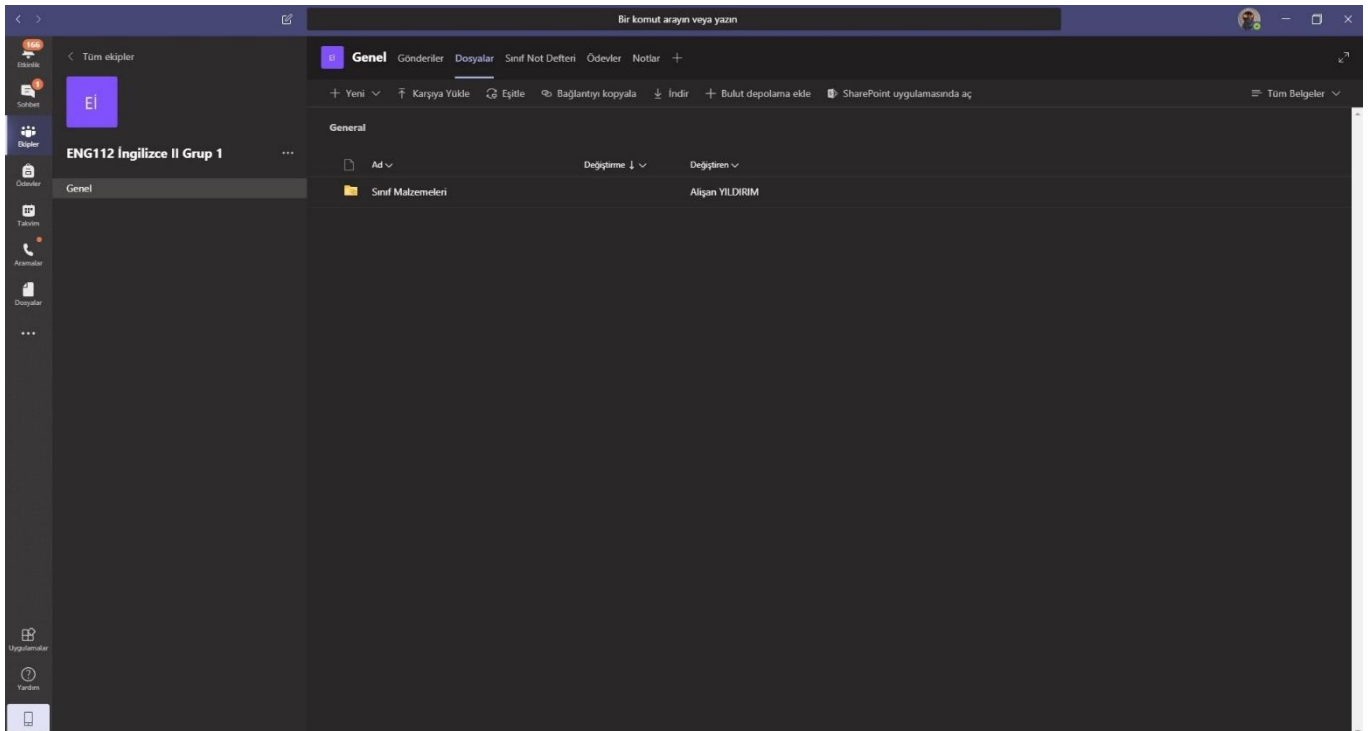 Bir komut arayın veya yazın
166
Etkinlik
1
Sohbet
Ekipler
Ödevler
Takvim
Aramalar
Dosyalar
Uygulamalar
Yardım
Tüm ekipler
Eİ
ENG112 İngilizce II Grup 1
Genel
Eİ Genel Gönderiler Dosyalar Sınıf Not Defteri Ödevler Notlar
Yeni Karşıya Yükle Eşitle Bağlantıyı kopyala İndir Bulut depolama ekle SharePoint uygulamasında aç Tüm Belgeler
General
Ad Değiştirme Değiştiren
Sınıf Malzemeleri Alişan YILDIRIM